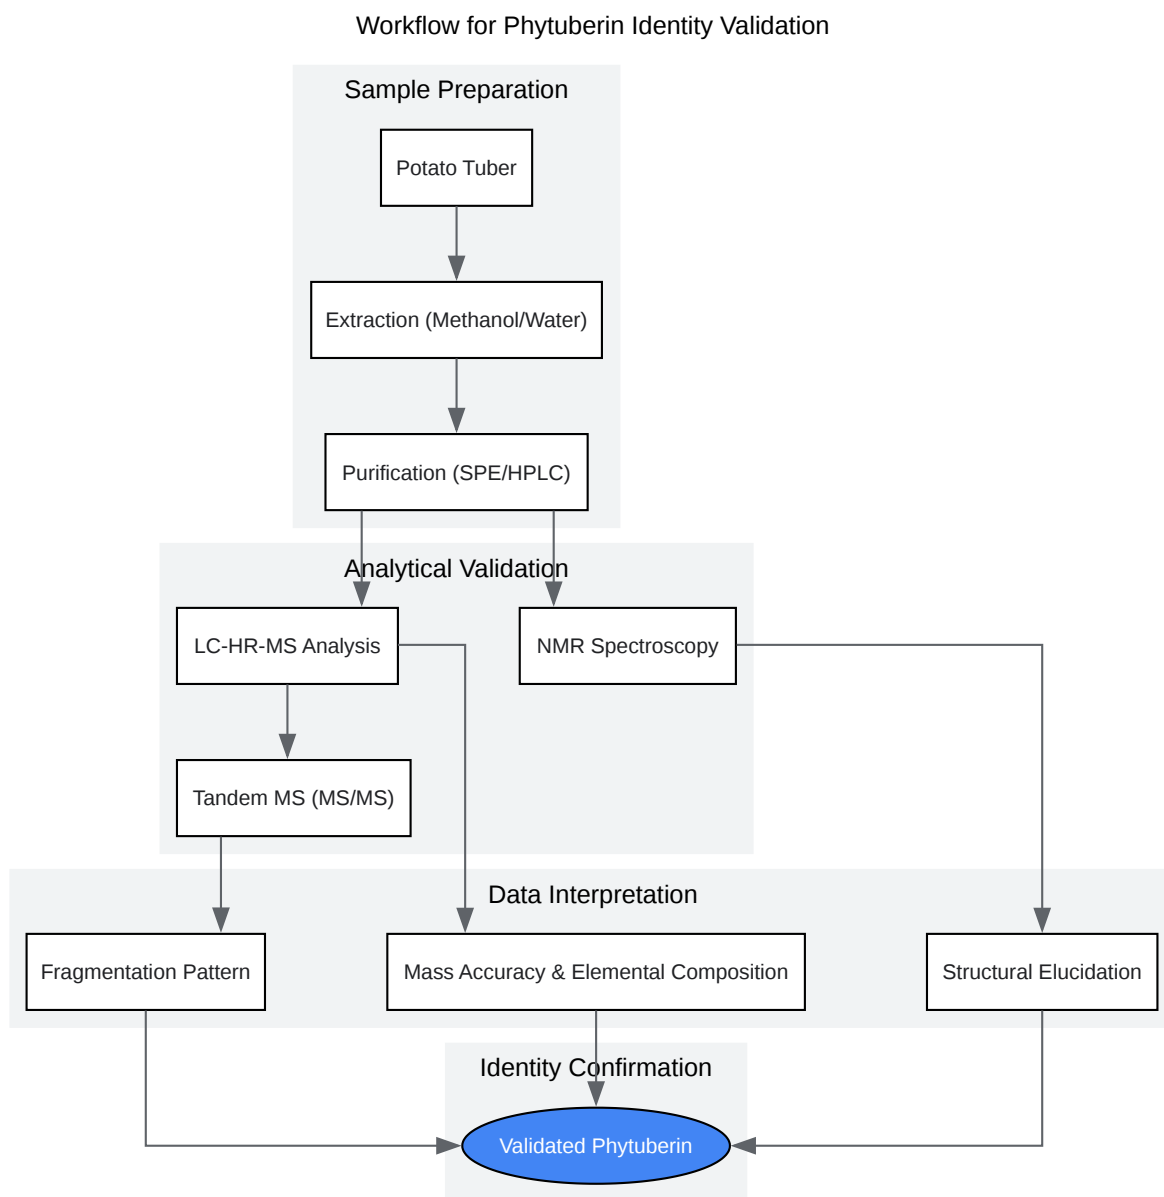 Workflow for Phytuberin Identity Validation
Sample Preparation
Potato Tuber
Extraction (Methanol/Water)
Purification (SPE/HPLC)
Analytical Validation
LC-HR-MS Analysis
NMR Spectroscopy
Tandem MS (MS/MS)
Data Interpretation
Fragmentation Pattern
Mass Accuracy & Elemental Composition
Structural Elucidation
Identity Confirmation
Validated Phytuberin